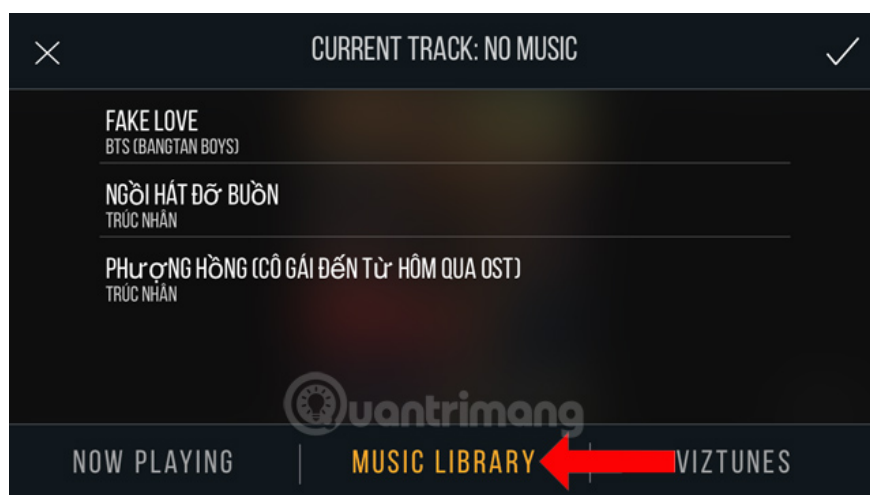 CURRENT TRACK: NO MUSIC
FAKE LOVE
BTS (BANGTAN BOYS)
NGỒI HÁT ĐỠ BUỒN
TRÚC NHÂN
PHượNG HỒNG (CÔ GÁI ĐẾN Từ HÔM QUA OST)
TRÚC NHÂN
Quantrimang
NOW PLAYING
MUSIC LIBRARY
VIZTUNES